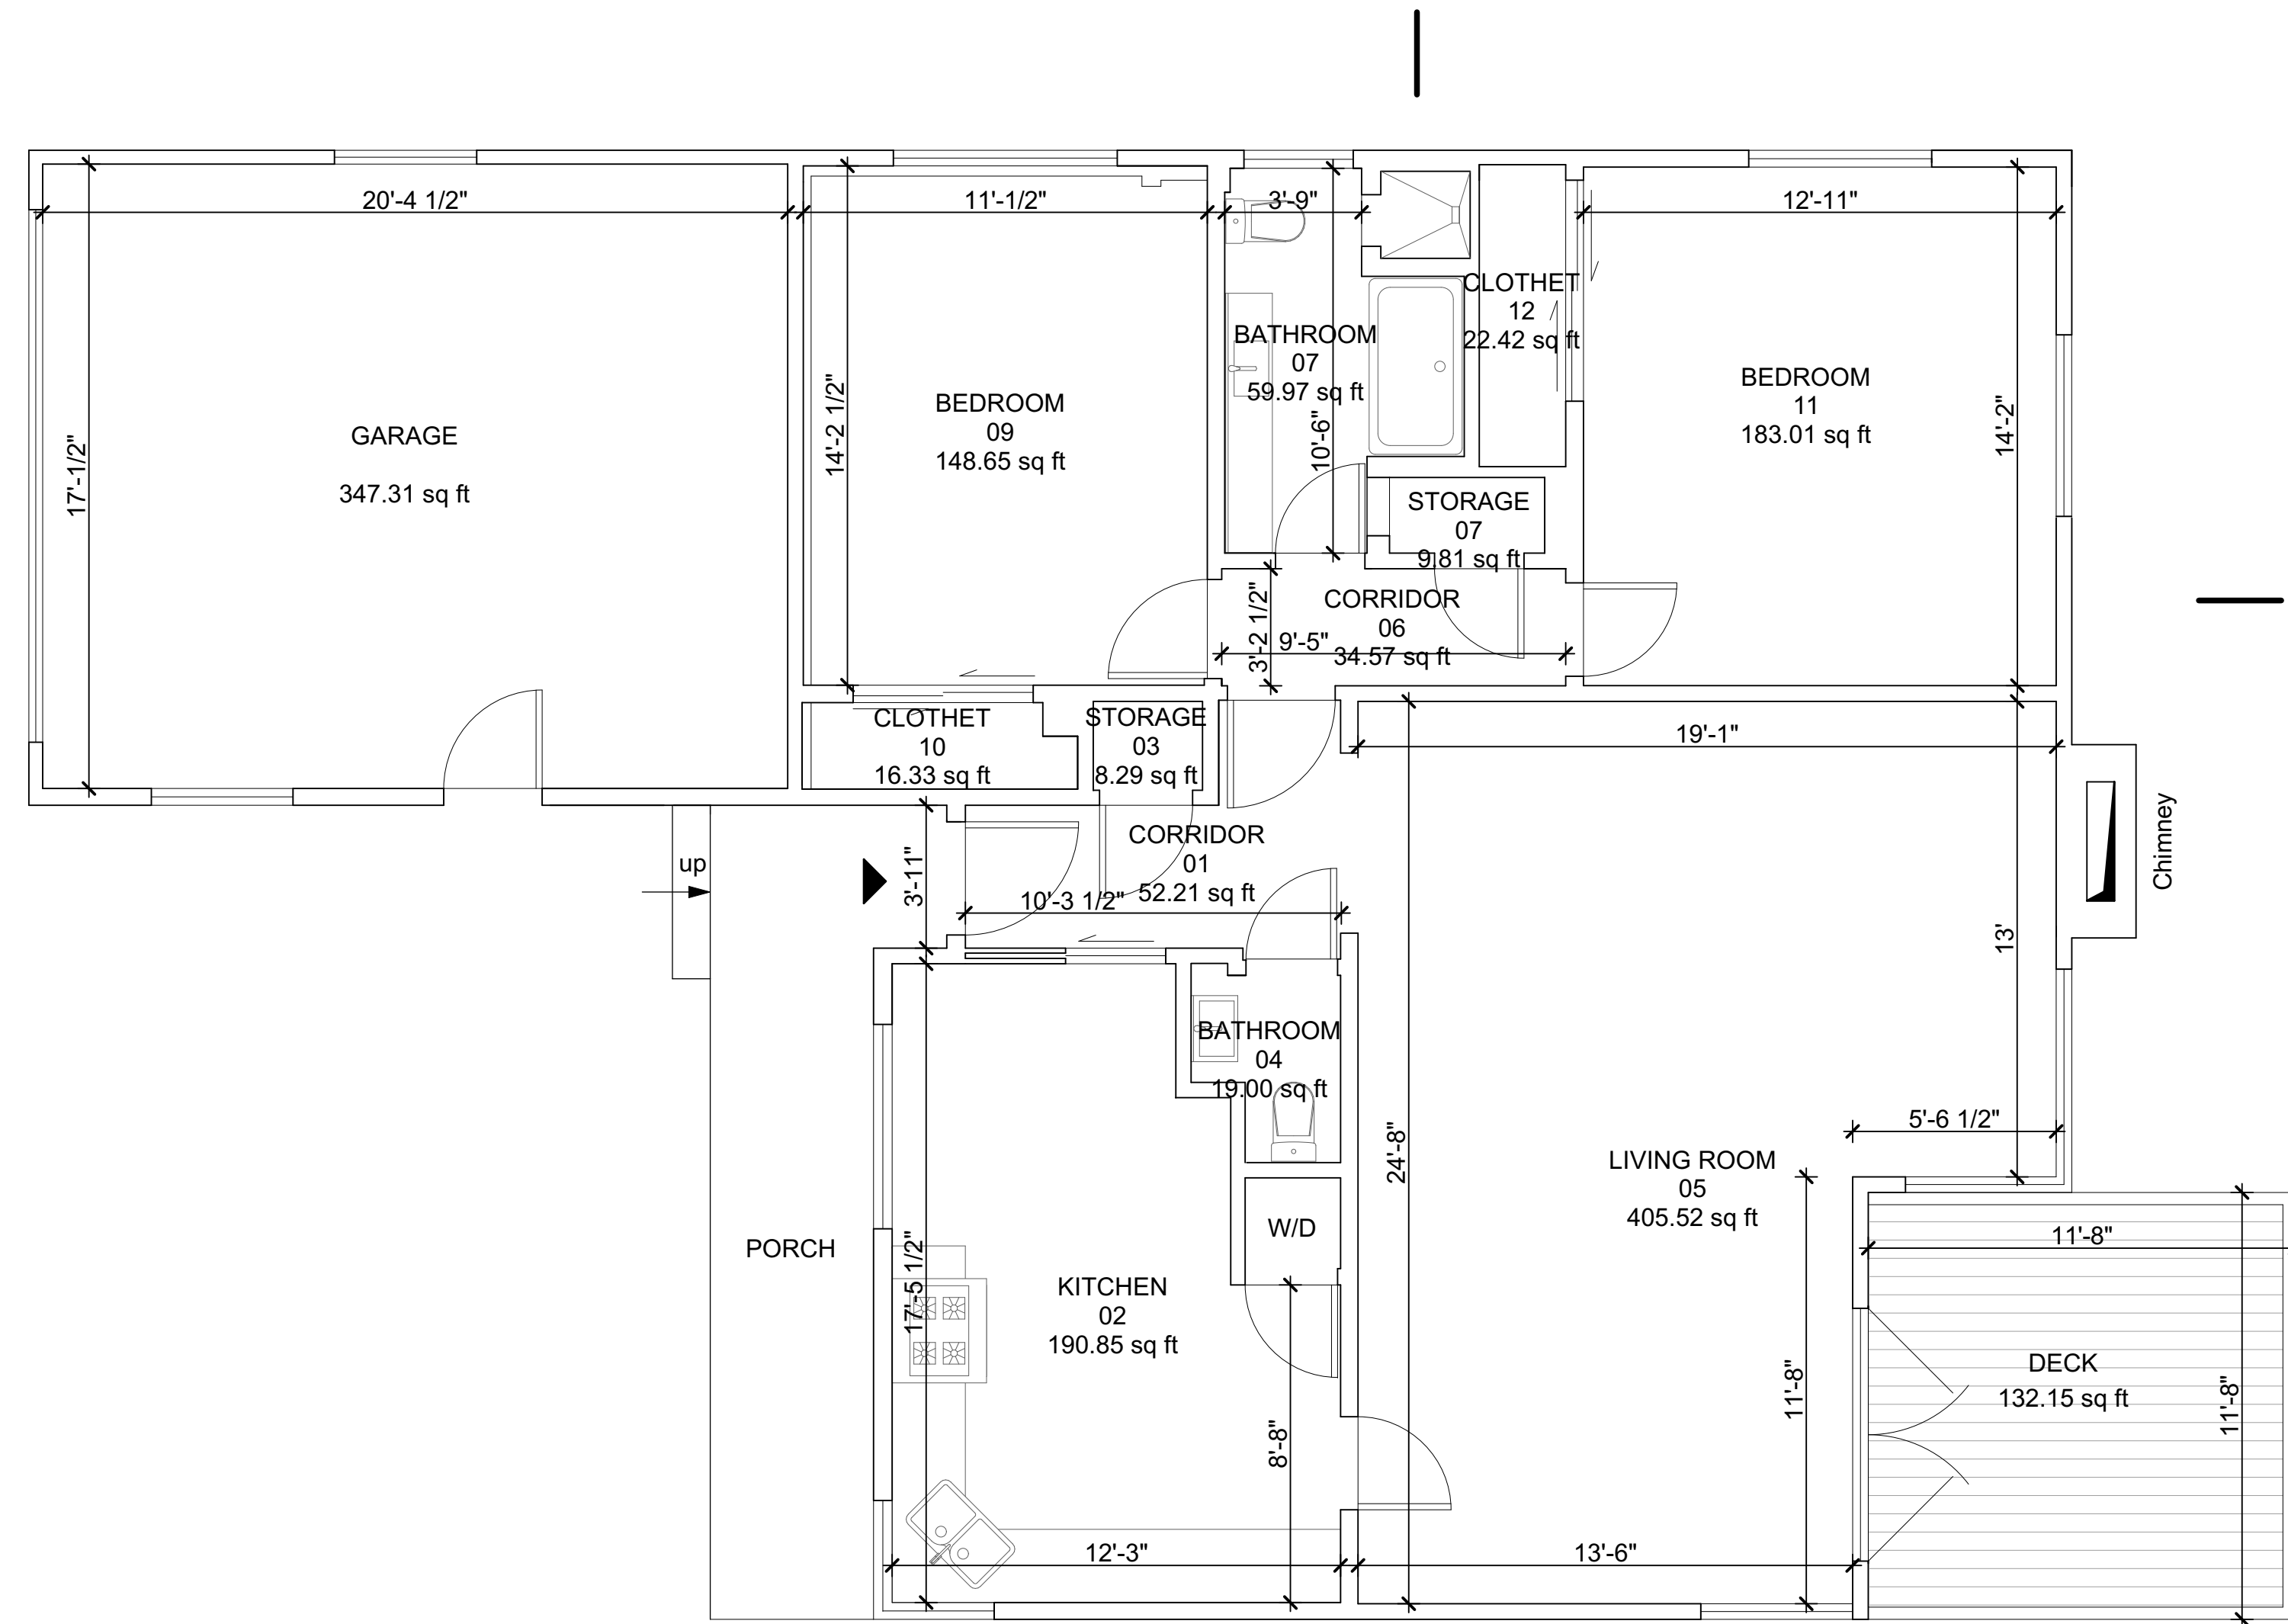 20'-4 1/2"
11'-1/2"
3'-9"
12'-11"
17'-1/2"
GARAGE
347.31 sq ft
14'-2 1/2"
BEDROOM
09
148.65 sq ft
BATHROOM
07
59.97 sq ft
10'-6"
CLOTHET
12
22.42 sq ft
BEDROOM
11
183.01 sq ft
14'-2"
STORAGE
07
9.81 sq ft
CORRIDOR
06
34.57 sq ft
3'-2 1/2"
9'-5"
CLOTHET
10
16.33 sq ft
STORAGE
03
8.29 sq ft
19'-1"
Chimney
up
3'-11"
CORRIDOR
01
52.21 sq ft
10'-3 1/2"
13'
BATHROOM
04
19.00 sq ft
24'-8"
5'-6 1/2"
LIVING ROOM
05
405.52 sq ft
W/D
PORCH
17'-5 1/2"
KITCHEN
02
190.85 sq ft
11'-8"
DECK
132.15 sq ft
11'-8"
11'-8"
8'-8"
12'-3"
13'-6"